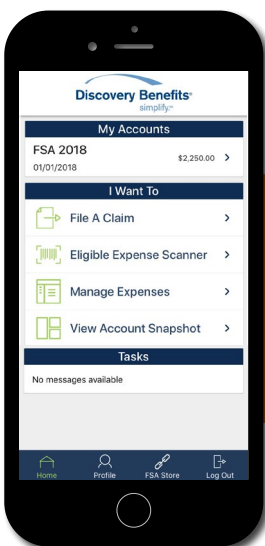 Discovery Benefits®
simplify.™
My Accounts
FSA 2018
01/01/2018
$2,250.00
I Want To
File A Claim
Eligible Expense Scanner
Manage Expenses
View Account Snapshot
Tasks
No messages available
Home Profile FSA Store Log Out